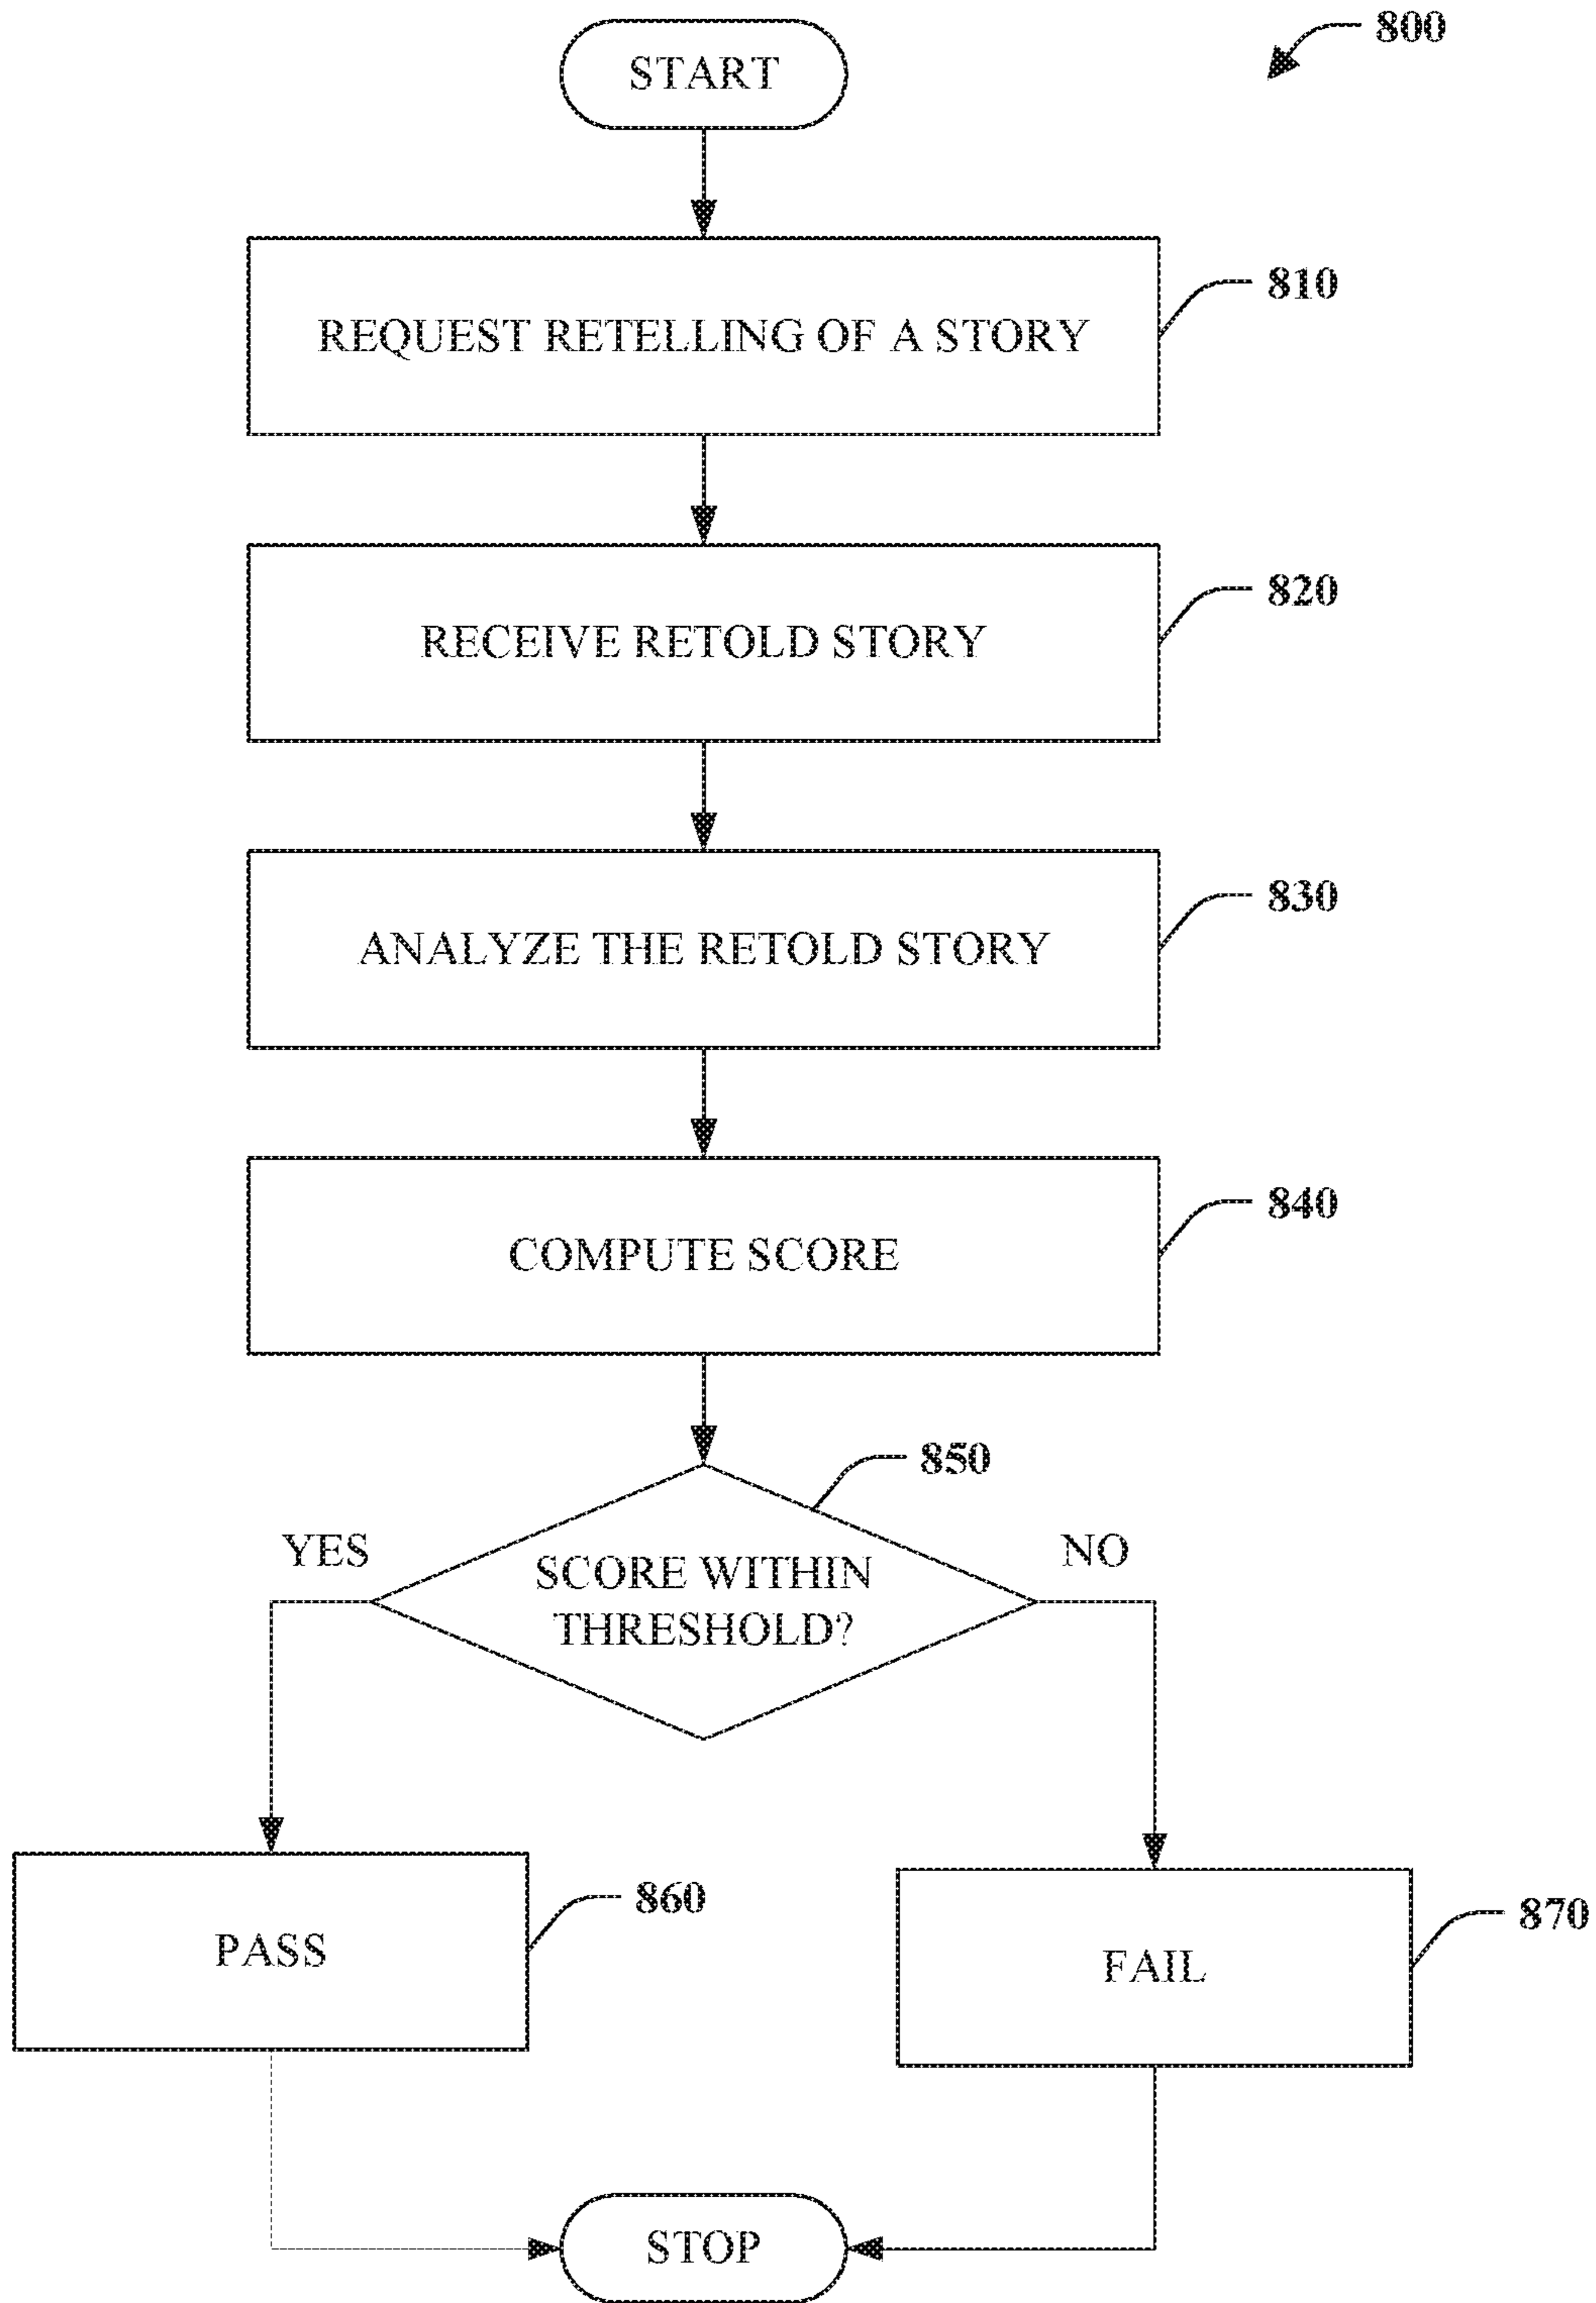 800
START
REQUEST RETELLING OF A STORY
810
RECEIVE RETOLD STORY
820
ANALYZE THE RETOLD STORY
830
COMPUTE SCORE
840
850
YES
NO
SCORE WITHIN
THRESHOLD?
PASS
860
FAIL
870
STOP